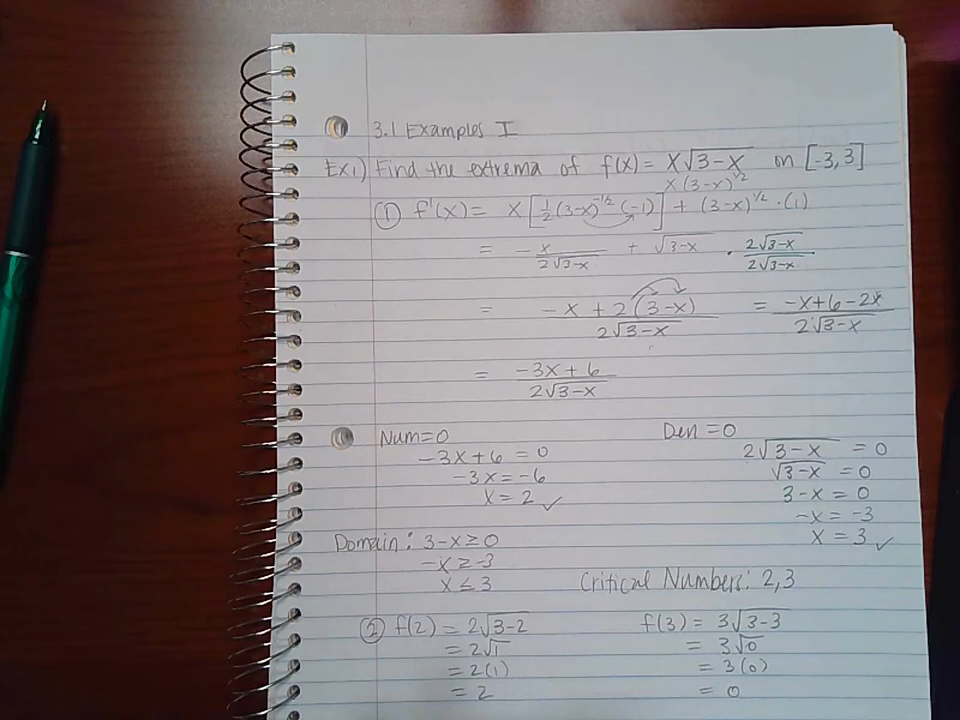 3.1 Examples I
Ex1) Find the extrema of f(x) = x√(3-x) on [-3,3]
x(3-x)^1/2
① f'(x) = x[1/2(3-x)^-1/2(-1)] + (3-x)^1/2·(1)
= -x/(2√(3-x)) + √(3-x) · (2√(3-x))/(2√(3-x))
= (-x+2(3-x))/(2√(3-x)) = (-x+6-2x)/(2√(3-x))
= (-3x+6)/(2√(3-x))
Num=0
-3x+6 = 0
-3x = -6
x = 2 ✓
Den = 0
2√(3-x) = 0
√(3-x) = 0
3-x = 0
-x = -3
x = 3 ✓
Domain: 3-x ≥ 0
-x ≥ -3
x ≤ 3
Critical Numbers: 2,3
② f(2) = 2√(3-2)
= 2√1
= 2(1)
= 2
f(3) = 3√(3-3)
= 3√0
= 3(0)
= 0